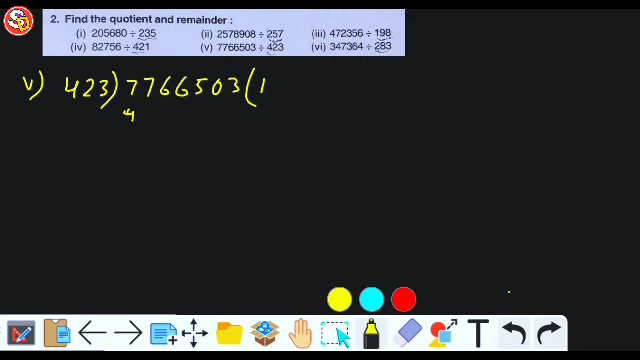 2. Find the quotient and remainder :
(i) 205680 ÷ 235 (ii) 2578908 ÷ 257 (iii) 472356 ÷ 198
(iv) 82756 ÷ 421 (v) 7766503 ÷ 423 (vi) 347364 ÷ 283
v) 423)7766503(1
4
T